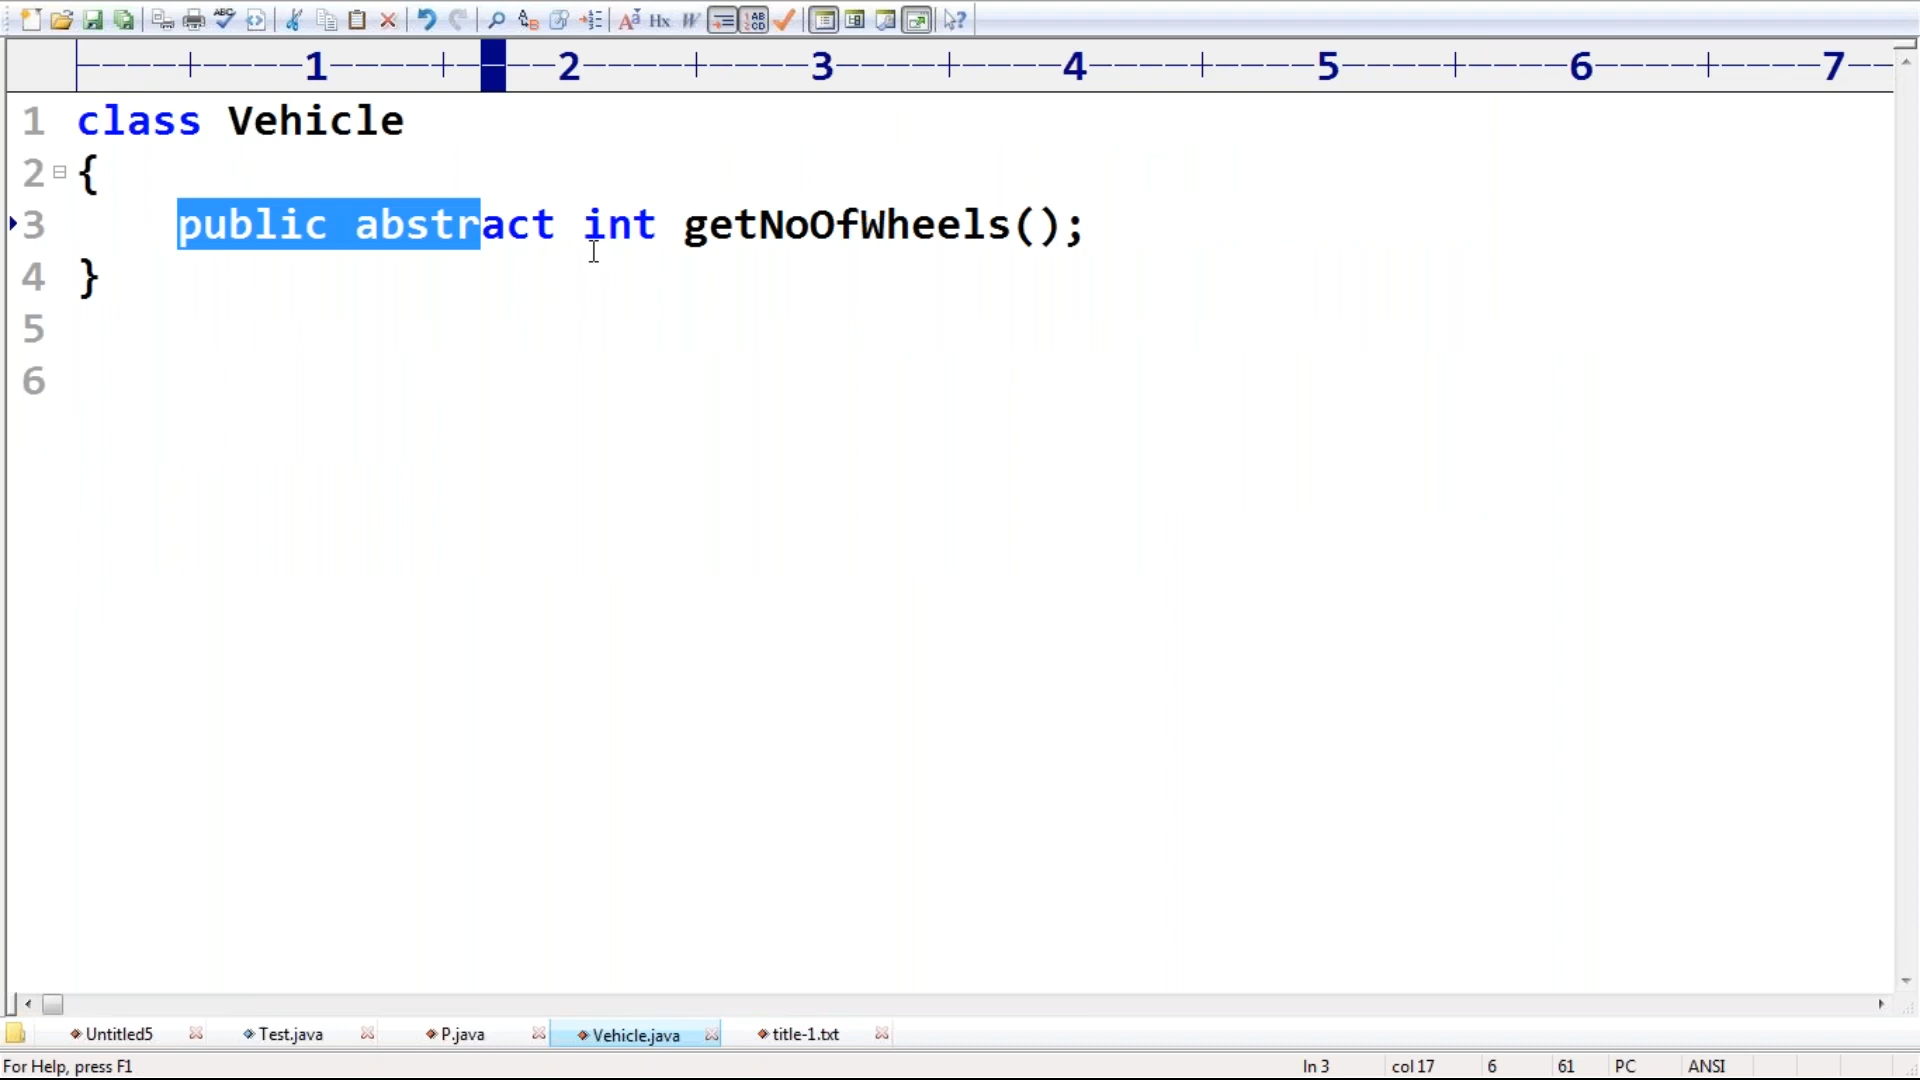 1 2 3 4 5 6 7
1 class Vehicle
2 {
3 public abstract int getNoOfWheels();
4 }
5
6
Untitled5 Test.java P.java Vehicle.java title-1.txt
For Help, press F1 ln 3 col 17 6 61 PC ANSI